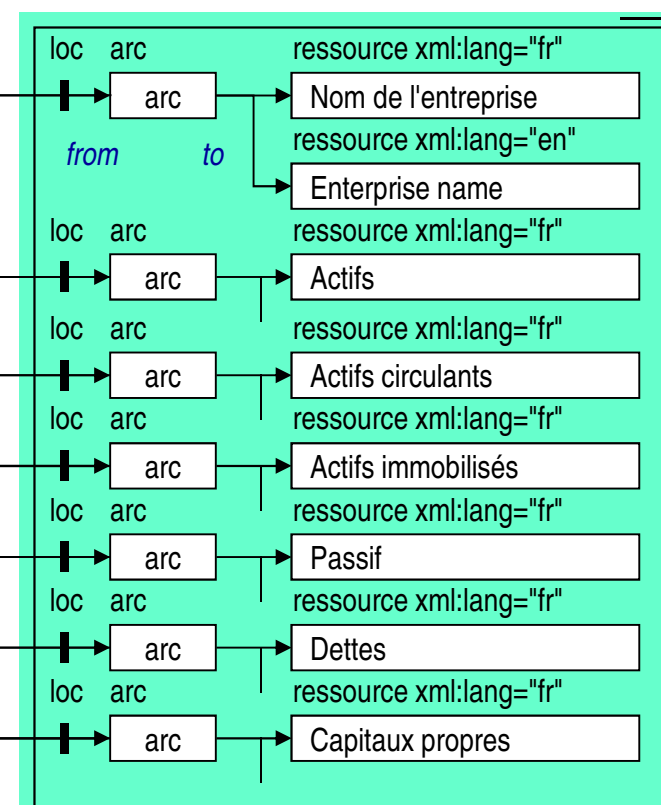 loc arc ressource xml:lang="fr"
arc Nom de l'entreprise
from to ressource xml:lang="en"
Enterprise name
loc arc ressource xml:lang="fr"
arc Actifs
loc arc ressource xml:lang="fr"
arc Actifs circulants
loc arc ressource xml:lang="fr"
arc Actifs immobilisés
loc arc ressource xml:lang="fr"
arc Passif
loc arc ressource xml:lang="fr"
arc Dettes
loc arc ressource xml:lang="fr"
arc Capitaux propres